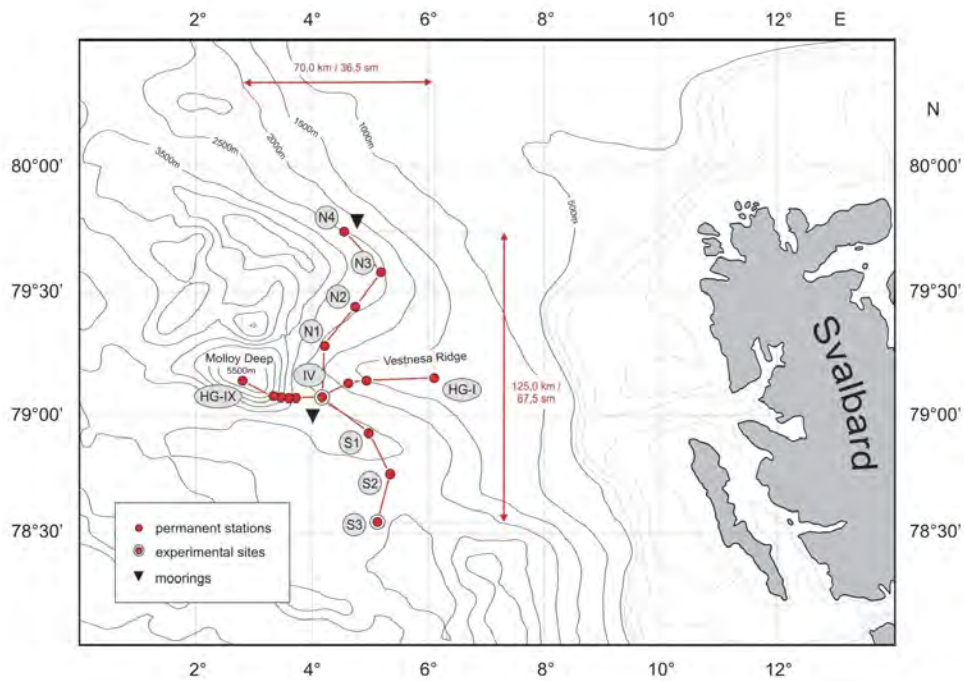 2° 4° 6° 8° 10° 12° E
70,0 km / 36,5 sm
N
1000m
1500m
2000m
2500m
3500m
500m
80°00' 80°00'
N4
N3
79°30' 79°30'
N2
N1
Molloy Deep
5500m
IV
Vestnesa Ridge
HG-IX
HG-I
125,0 km /
67,5 sm
Svalbard
79°00' 79°00'
S1
S2
S3
78°30' 78°30'
permanent stations
experimental sites
moorings
2° 4° 6° 8° 10° 12° E